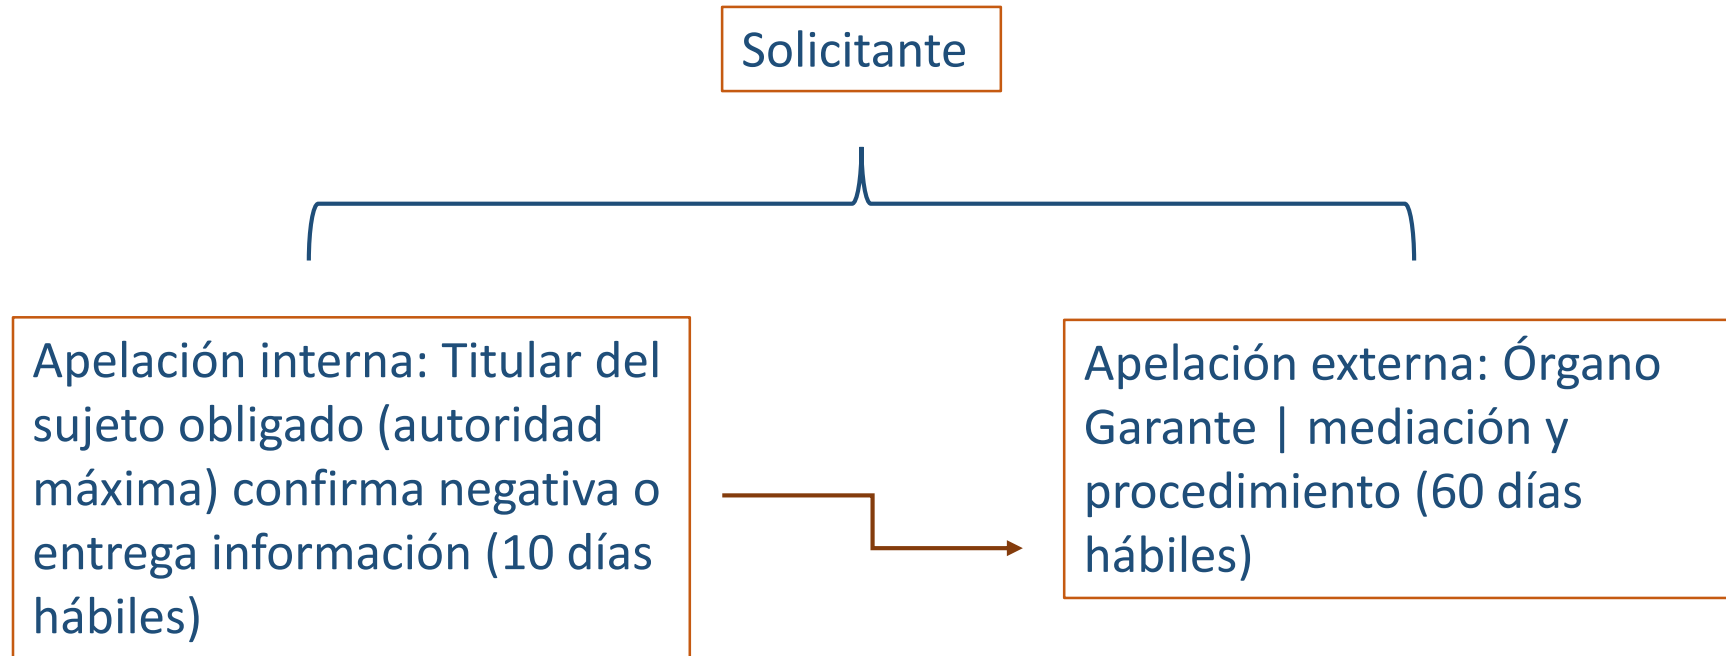 Solicitante
Apelación interna: Titular del
sujeto obligado (autoridad
máxima) confirma negativa o
entrega información (10 días
hábiles)
Apelación externa: Órgano
Garante | mediación y
procedimiento (60 días
hábiles)